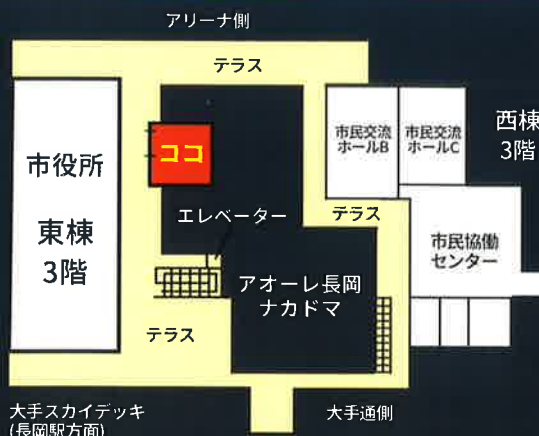 アリーナ側
テラス
市民交流
ホールB
市民交流
ホールC
西棟
3階
ココ
市役所
東棟
3階
エレベーター
テラス
市民協働
センター
アオーレ長岡
ナカドマ
テラス
大手スカイデッキ
(長岡駅方面)
大手通側